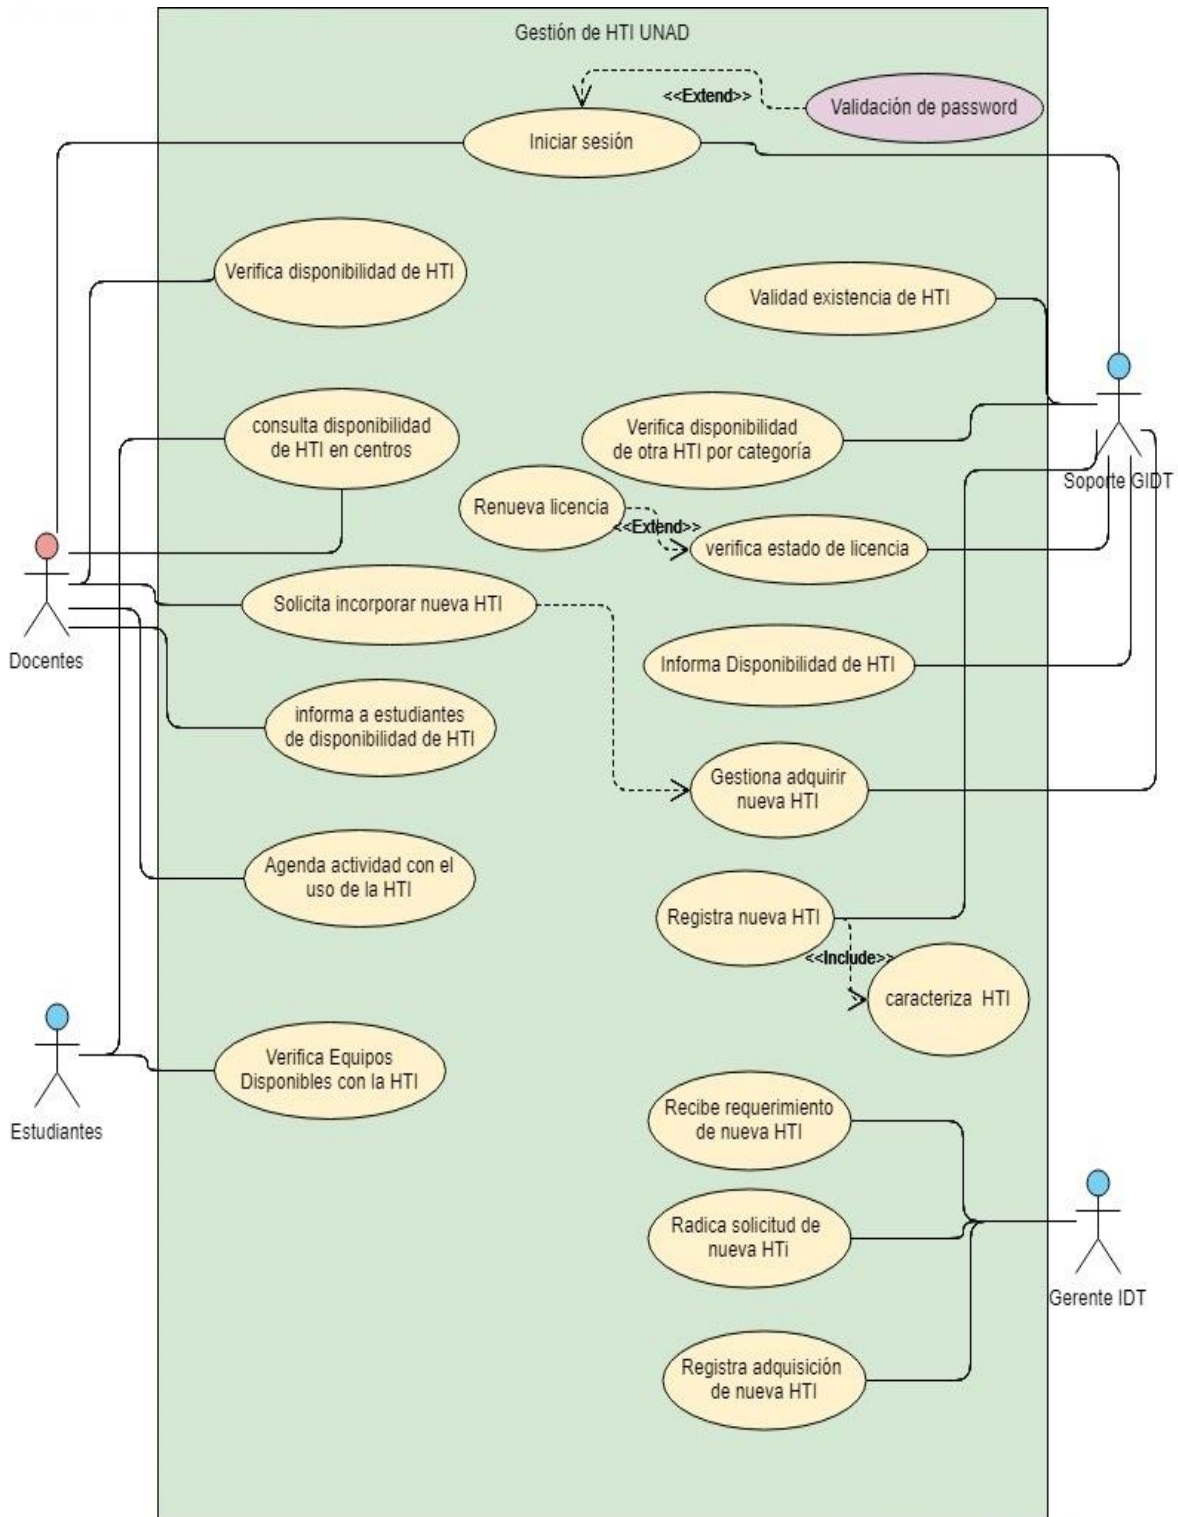 Gestión de HTI UNAD
<<Extend>>
Validación de password
Iniciar sesión
Verifica disponibilidad de HTI
Validad existencia de HTI
consulta disponibilidad
de HTI en centros
Verifica disponibilidad
de otra HTI por categoría
Soporte GIDT
Renueva licencia
<<Extend>>
verifica estado de licencia
Solicita incorporar nueva HTI
Docentes
Informa Disponibilidad de HTI
informa a estudiantes
de disponibilidad de HTI
Gestiona adquirir
nueva HTI
Agenda actividad con el
uso de la HTI
Registra nueva HTI
<<Include>>
caracteriza HTI
Verifica Equipos
Disponibles con la HTI
Estudiantes
Recibe requerimiento
de nueva HTI
Radica solicitud de
nueva HTi
Gerente IDT
Registra adquisición
de nueva HTI